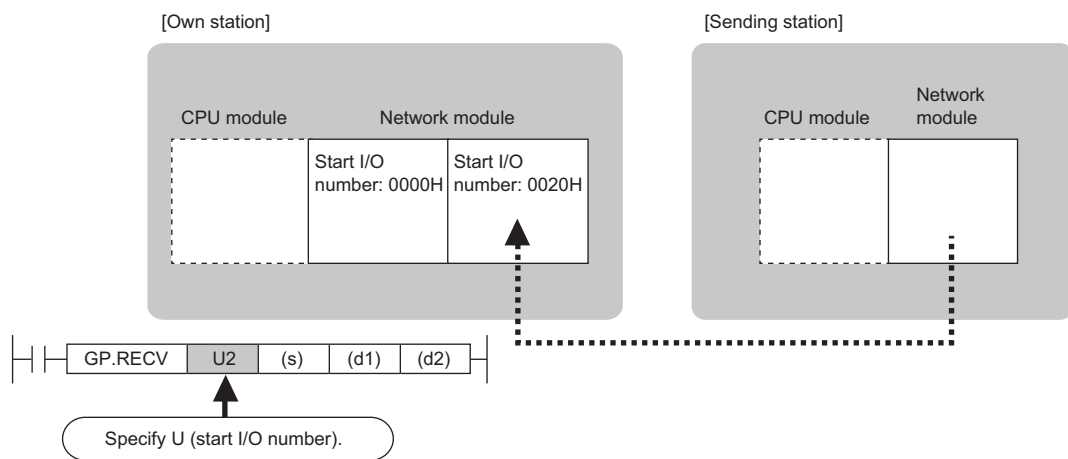 [Own station]
[Sending station]
CPU module
Network module
Start I/O
number: 0000H
Start I/O
number: 0020H
CPU module
Network
module
GP.RECV U2 (s) (d1) (d2)
Specify U (start I/O number).